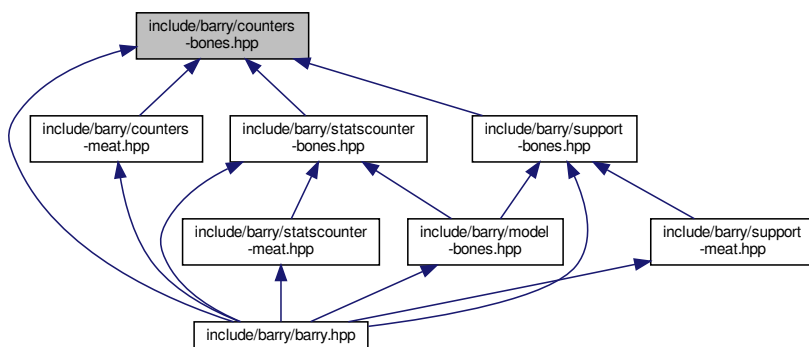 include/barry/counters
-bones.hpp
include/barry/counters
-meat.hpp
include/barry/statscounter
-bones.hpp
include/barry/support
-bones.hpp
include/barry/statscounter
-meat.hpp
include/barry/model
-bones.hpp
include/barry/support
-meat.hpp
include/barry/barry.hpp